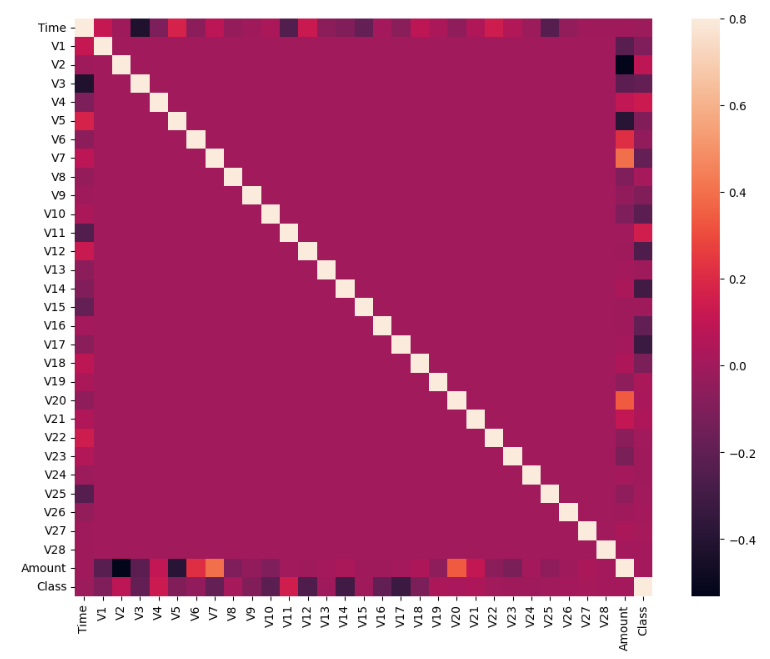 Time
V1
V2
V3
V4
V5
V6
V7
V8
V9
V10
V11
V12
V13
V14
V15
V16
V17
V18
V19
V20
V21
V22
V23
V24
V25
V26
V27
V28
Amount
Class
Time
V1
V2
V3
V4
V5
V6
V7
V8
V9
V10
V11
V12
V13
V14
V15
V16
V17
V18
V19
V20
V21
V22
V23
V24
V25
V26
V27
V28
Amount
Class
0.8
0.6
0.4
0.2
0.0
−0.2
−0.4